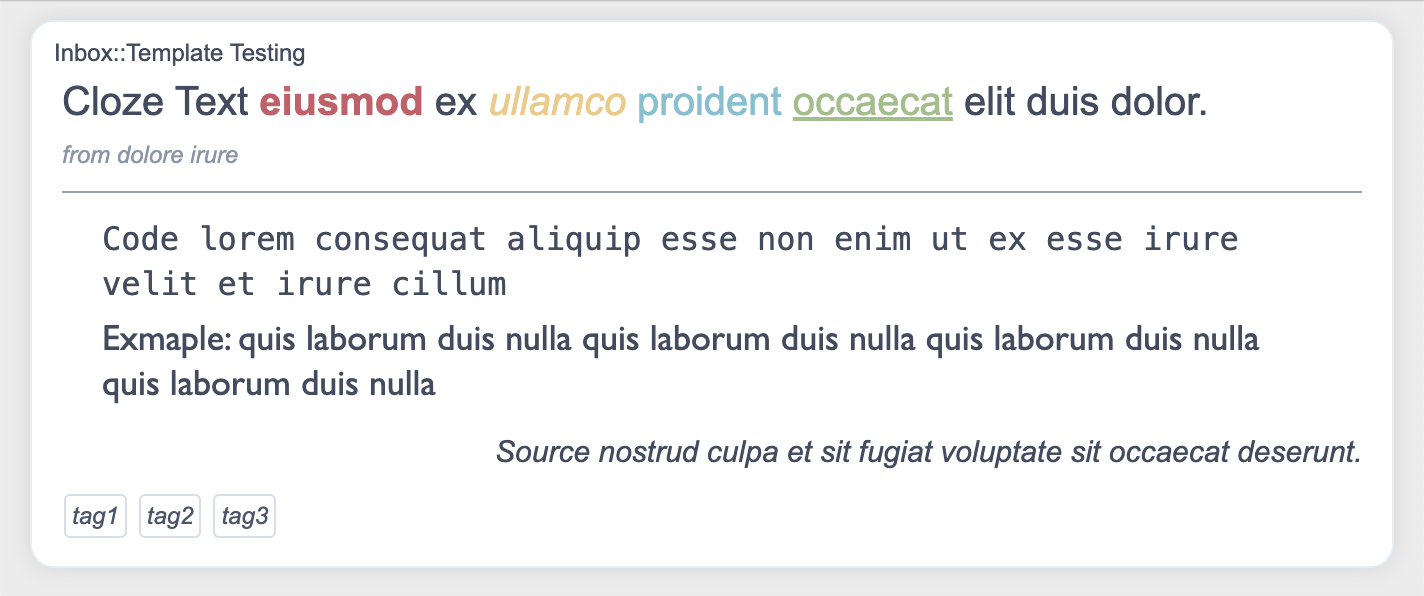 Inbox::Template Testing
Cloze Text eiusmod ex ullamco proident occaecat elit duis dolor.
from dolore irure
Code lorem consequat aliquip esse non enim ut ex esse irure
velit et irure cillum
Exmaple: quis laborum duis nulla quis laborum duis nulla quis laborum duis nulla
quis laborum duis nulla
Source nostrud culpa et sit fugiat voluptate sit occaecat deserunt.
tag1 tag2 tag3